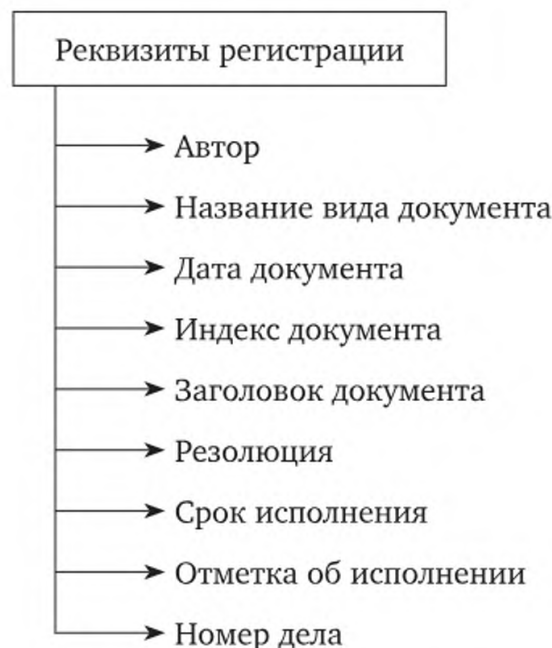 Реквизиты регистрации
Автор
Название вида документа
Дата документа
Индекс документа
Заголовок документа
Резолюция
Срок исполнения
Отметка об исполнении
Номер дела